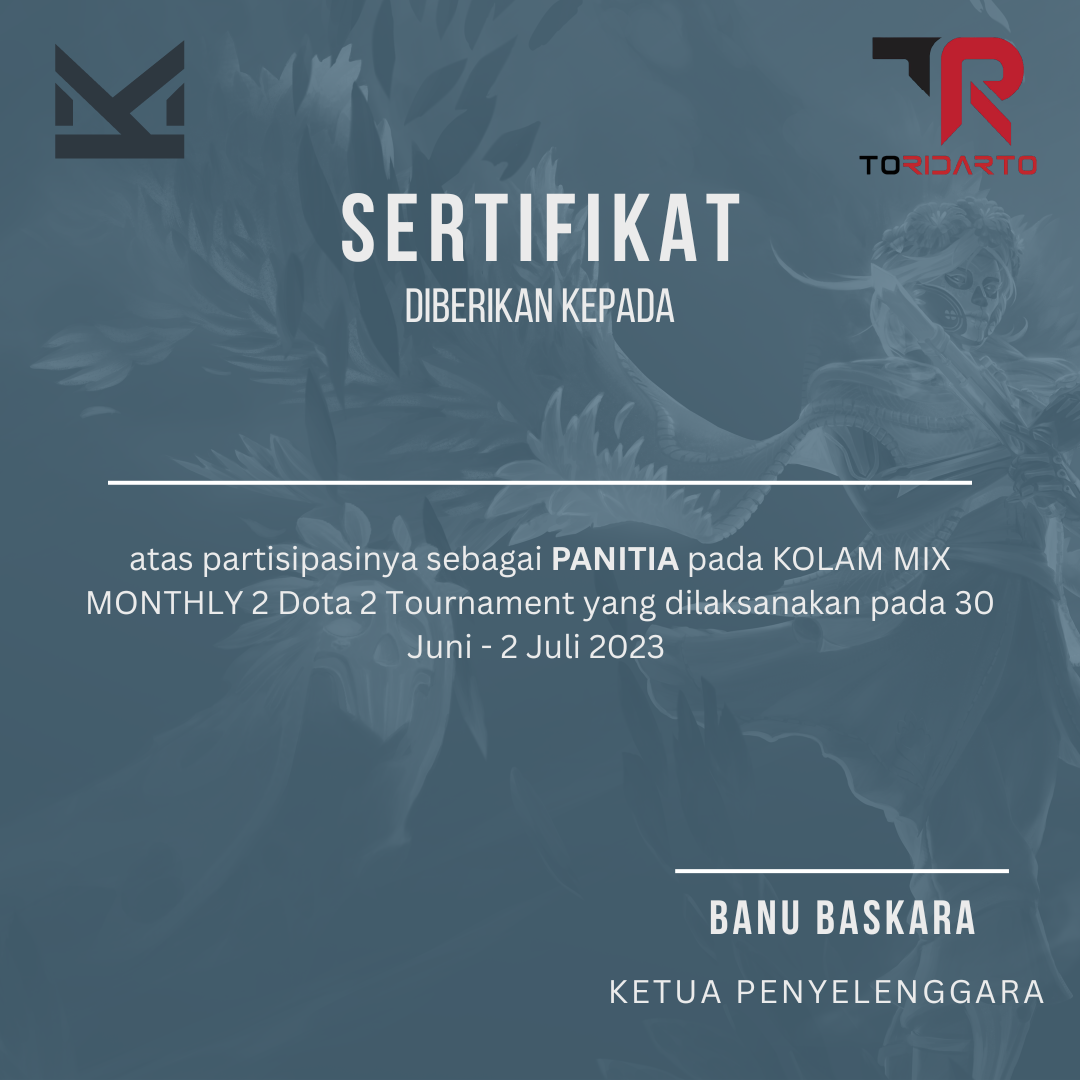 TORIDARTO
SERTIFIKAT
DIBERIKAN KEPADA
atas partisipasinya sebagai PANITIA pada KOLAM MIX
MONTHLY 2 Dota 2 Tournament yang dilaksanakan pada 30
Juni - 2 Juli 2023
BANU BASKARA
KETUA PENYELENGGARA